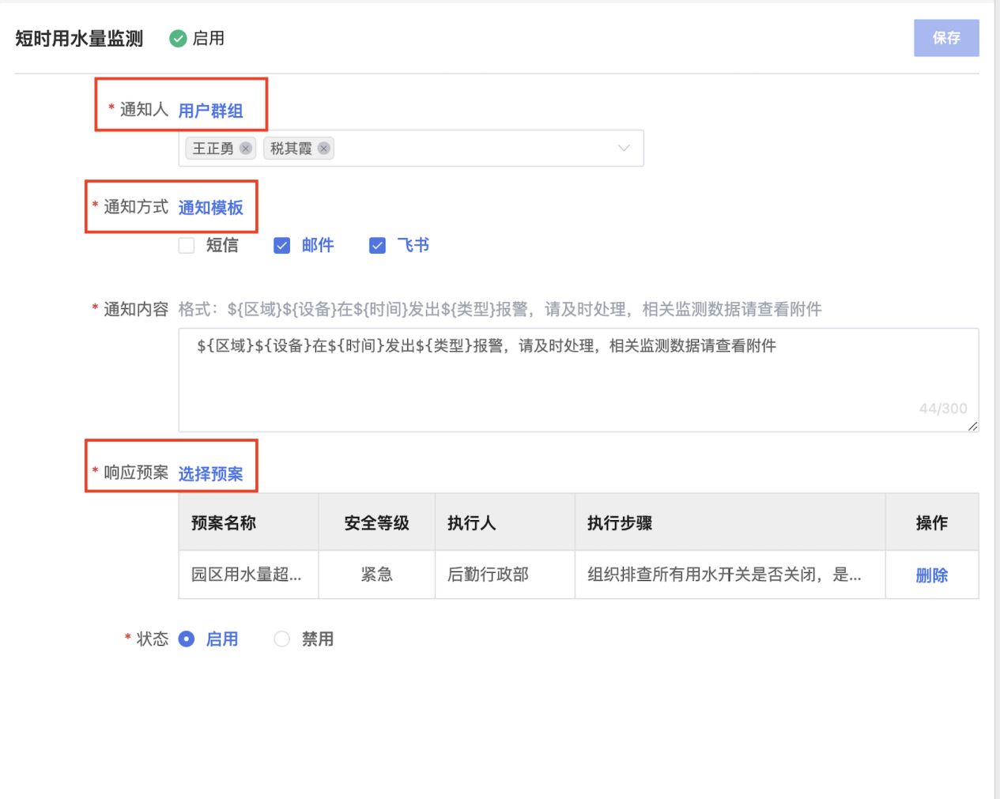 短时用水量监测 启用 保存
* 通知人 用户群组
王正勇 税其霞
* 通知方式 通知模板
短信 邮件 飞书
* 通知内容 格式：${区域}${设备}在${时间}发出${类型}报警，请及时处理，相关监测数据请查看附件
${区域}${设备}在${时间}发出${类型}报警，请及时处理，相关监测数据请查看附件
44/300
* 响应预案 选择预案
预案名称 安全等级 执行人 执行步骤 操作
园区用水量超... 紧急 后勤行政部 组织排查所有用水开关是否关闭，是... 删除
* 状态 启用 禁用